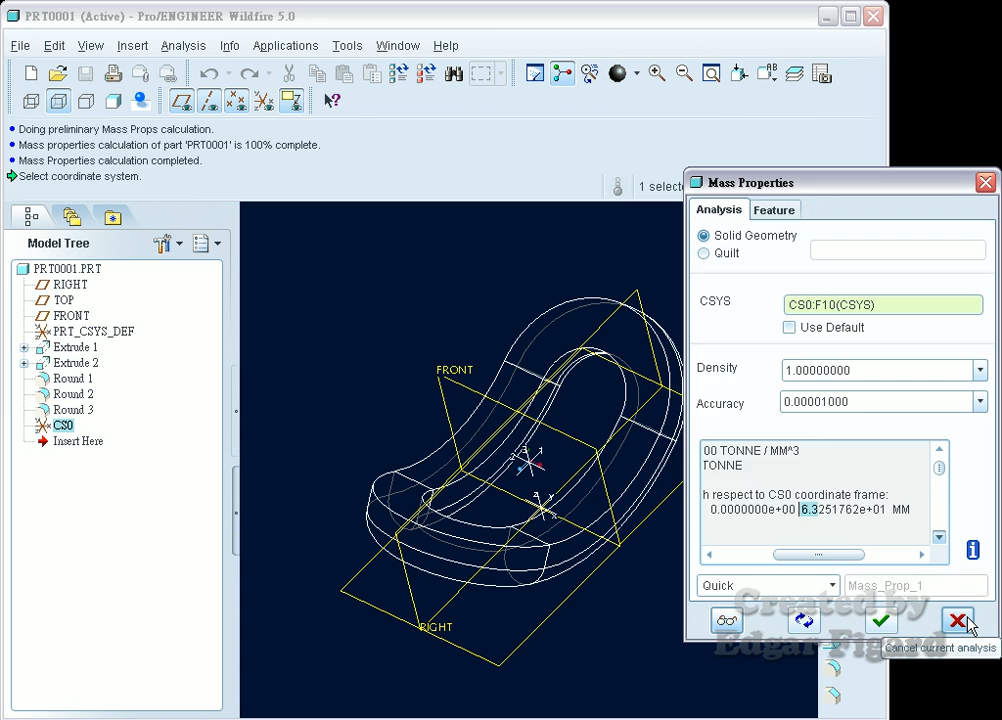 PRT0001 (Active) - Pro/ENGINEER Wildfire 5.0
File Edit View Insert Analysis Info Applications Tools Window Help
Doing preliminary Mass Props calculation.
Mass Properties calculation of part 'PRT0001' is 100% complete.
Mass Properties calculation completed.
Select coordinate system.
1 selecte
Model Tree
PRT0001.PRT
RIGHT
TOP
FRONT
PRT_CSYS_DEF
Extrude 1
Extrude 2
Round 1
Round 2
Round 3
CS0
Insert Here
FRONT
RIGHT
3
1
2
Z
Y
X
Mass Properties
Analysis Feature
Solid Geometry
Quilt
CSYS CS0:F10(CSYS)
Use Default
Density 1.00000000
Accuracy 0.00001000
00 TONNE / MM^3
TONNE
h respect to CS0 coordinate frame:
0.0000000e+00 6.3251762e+01 MM
Quick Mass_Prop_1
Created by
Edgar Figard
Cancel current analysis